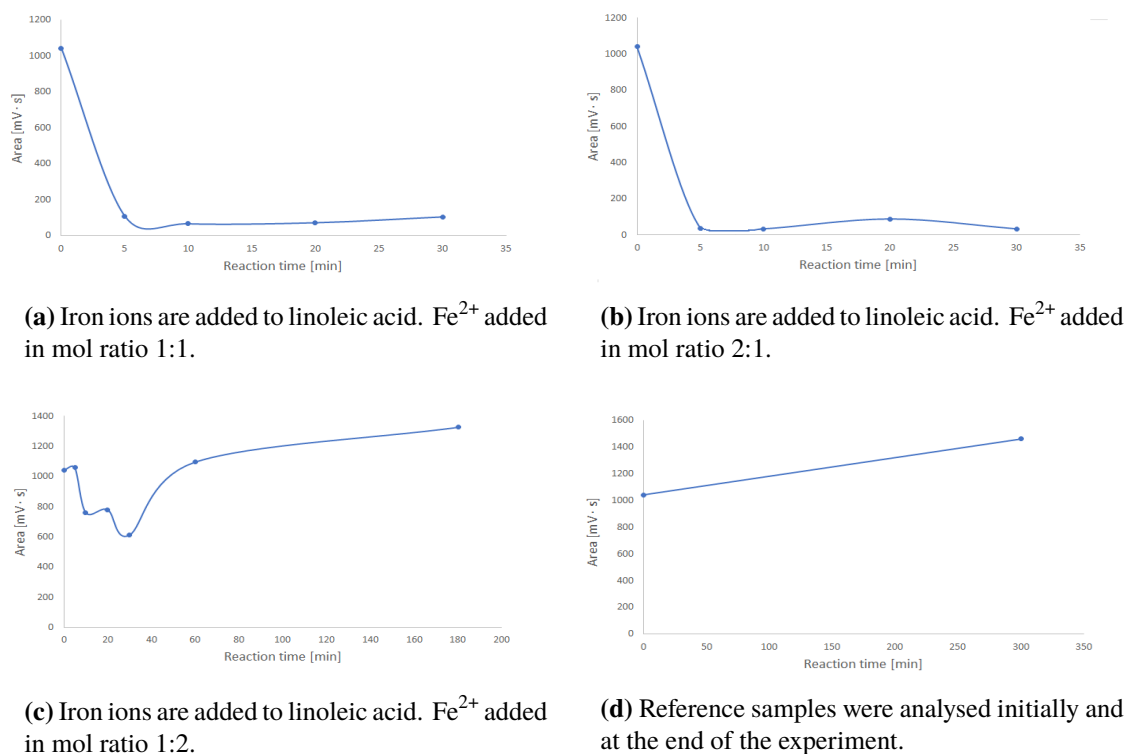 1200
1000
800
600
400
200
0
Area [mV· s]
0 5 10 15 20 25 30 35
Reaction time [min]
(a) Iron ions are added to linoleic acid. Fe2+ added
in mol ratio 1:1.
1200
1000
800
600
400
200
0
Area [mV· s]
0 5 10 15 20 25 30 35
Reaction time [min]
(b) Iron ions are added to linoleic acid. Fe2+ added
in mol ratio 2:1.
1400
1200
1000
800
600
400
200
0
Area [mV· s]
0 20 40 60 80 100 120 140 160 180 200
Reaction time [min]
(c) Iron ions are added to linoleic acid. Fe2+ added
in mol ratio 1:2.
1600
1400
1200
1000
800
600
400
200
0
Area [mV· s]
0 50 100 150 200 250 300 350
Reaction time [min]
(d) Reference samples were analysed initially and
at the end of the experiment.